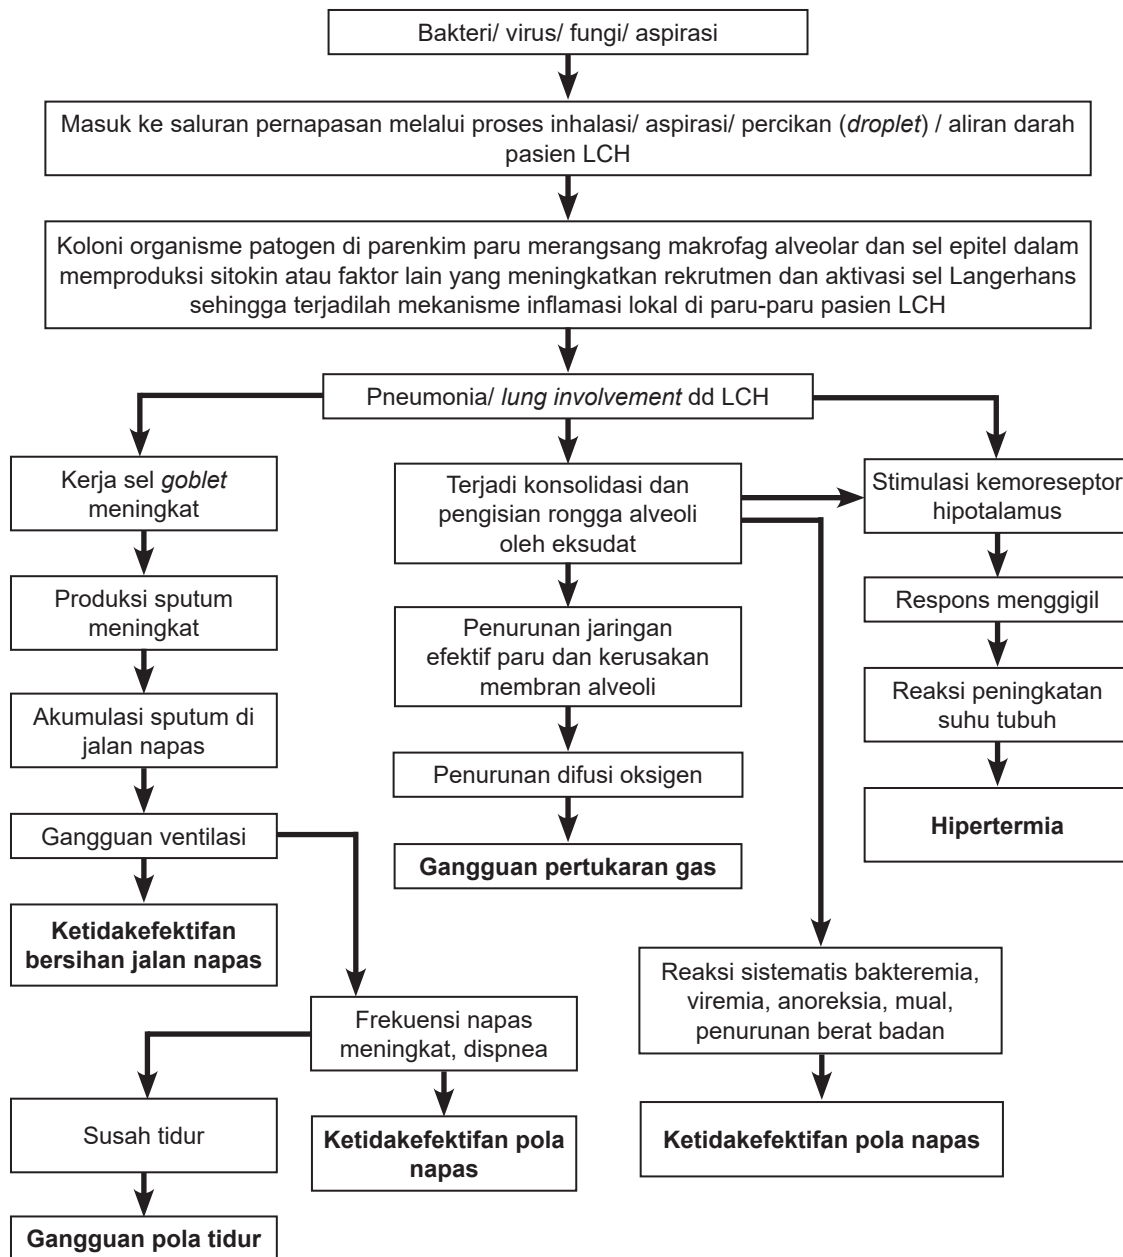 Bakteri/ virus/ fungi/ aspirasi
Masuk ke saluran pernapasan melalui proses inhalasi/ aspirasi/ percikan (droplet) / aliran darah
pasien LCH
Koloni organisme patogen di parenkim paru merangsang makrofag alveolar dan sel epitel dalam
memproduksi sitokin atau faktor lain yang meningkatkan rekrutmen dan aktivasi sel Langerhans
sehingga terjadilah mekanisme inflamasi lokal di paru-paru pasien LCH
Pneumonia/ lung involvement dd LCH
Kerja sel goblet
meningkat
Produksi sputum
meningkat
Akumulasi sputum di
jalan napas
Gangguan ventilasi
Ketidakefektifan
bersihan jalan napas
Terjadi konsolidasi dan
pengisian rongga alveoli
oleh eksudat
Penurunan jaringan
efektif paru dan kerusakan
membran alveoli
Penurunan difusi oksigen
Gangguan pertukaran gas
Stimulasi kemoreseptor
hipotalamus
Respons menggigil
Reaksi peningkatan
suhu tubuh
Hipertermia
Frekuensi napas
meningkat, dispnea
Ketidakefektifan pola
napas
Reaksi sistematis bakteremia,
viremia, anoreksia, mual,
penurunan berat badan
Ketidakefektifan pola napas
Susah tidur
Gangguan pola tidur